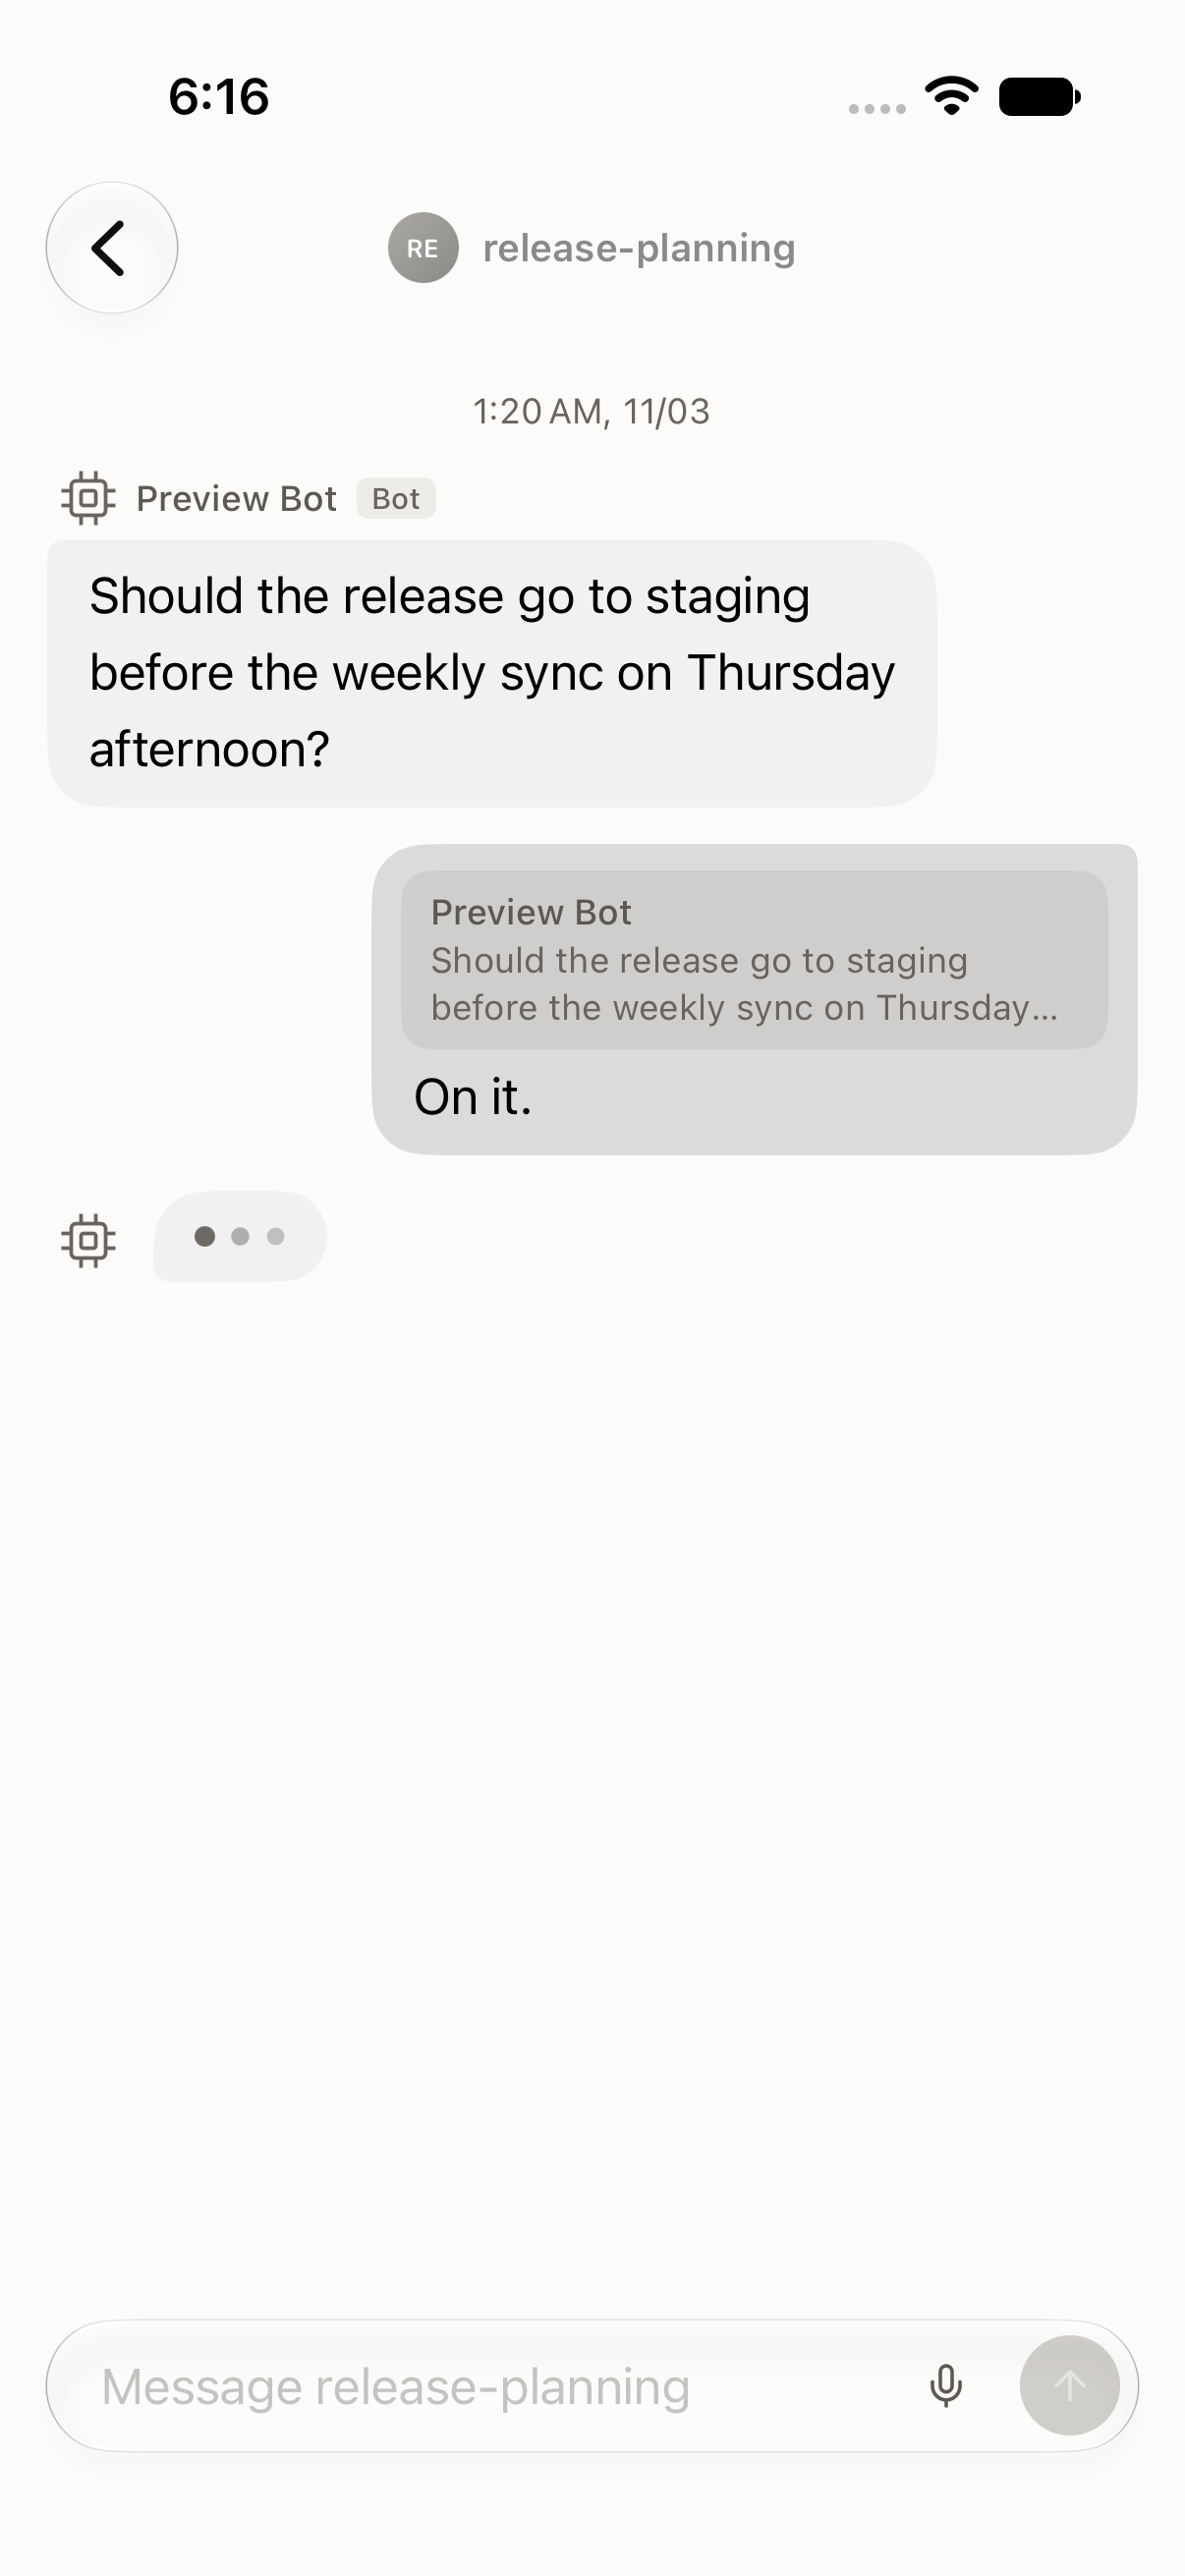 6:16
RE release-planning
1:20 AM, 11/03
Preview Bot Bot
Should the release go to staging
before the weekly sync on Thursday
afternoon?
Preview Bot
Should the release go to staging
before the weekly sync on Thursday...
On it.
Message release-planning